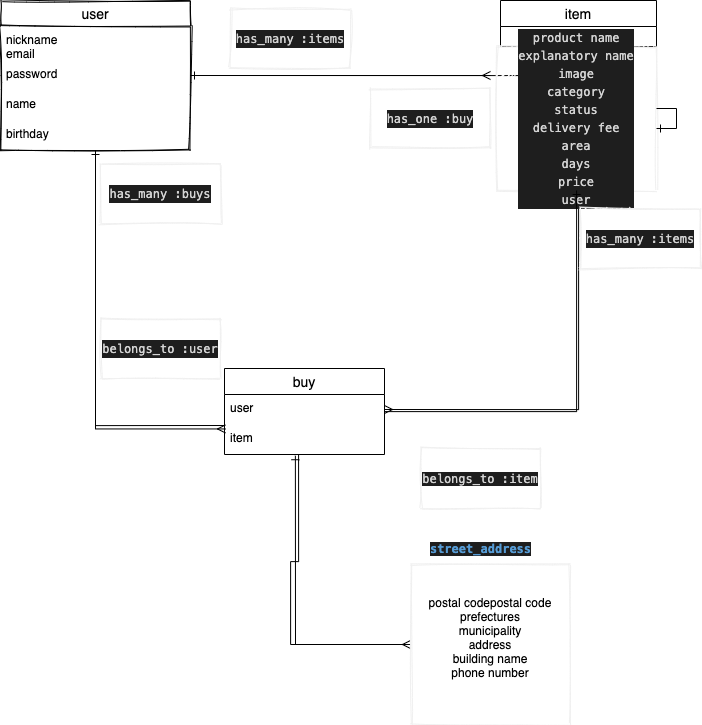 user
nickname
email
password
name
birthday
has_many :items
item
product name
explanatory name
image
category
status
delivery fee
area
days
price
user
has_one :buy
has_many :buys
has_many :items
belongs_to :user
buy
user
item
belongs_to :item
street_address
postal codepostal code
prefectures
municipality
address
building name
phone number